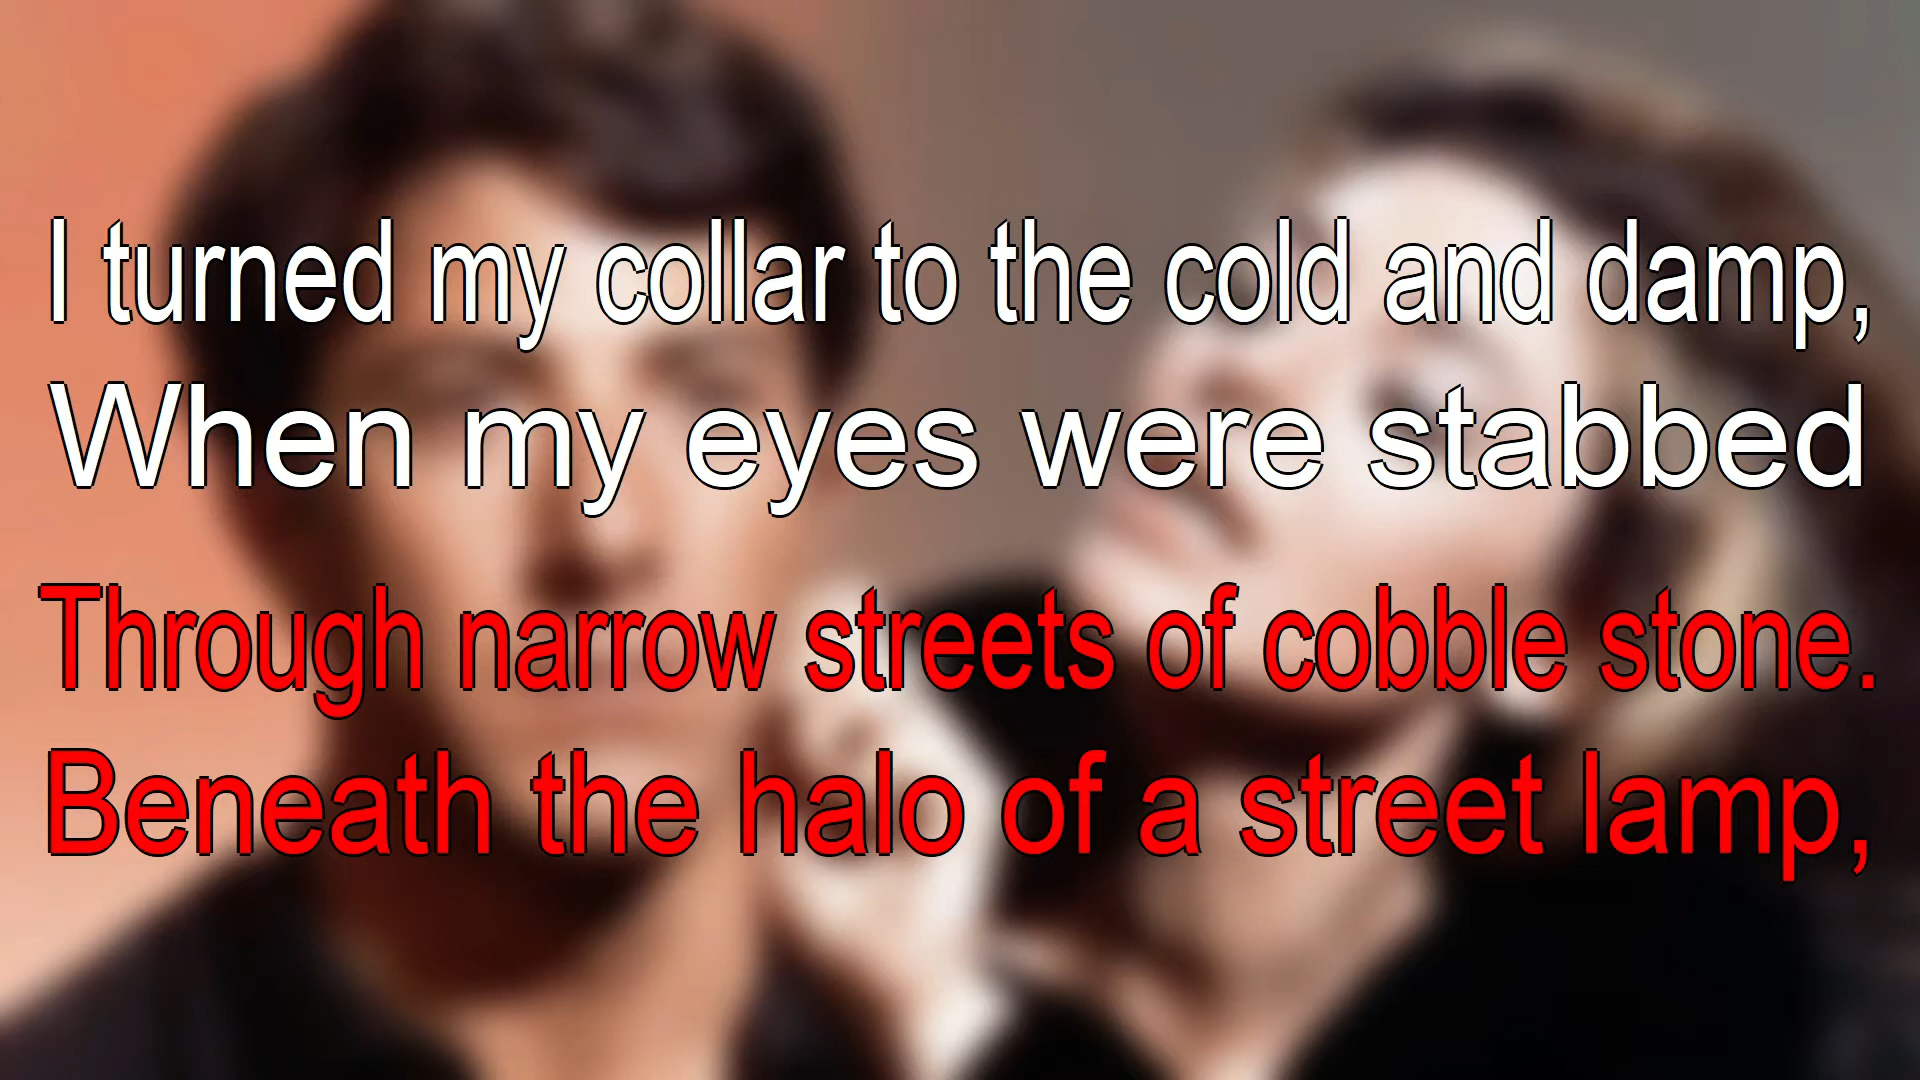 I turned my collar to the cold and damp,
When my eyes were stabbed
Through narrow streets of cobble stone.
Beneath the halo of a street lamp,